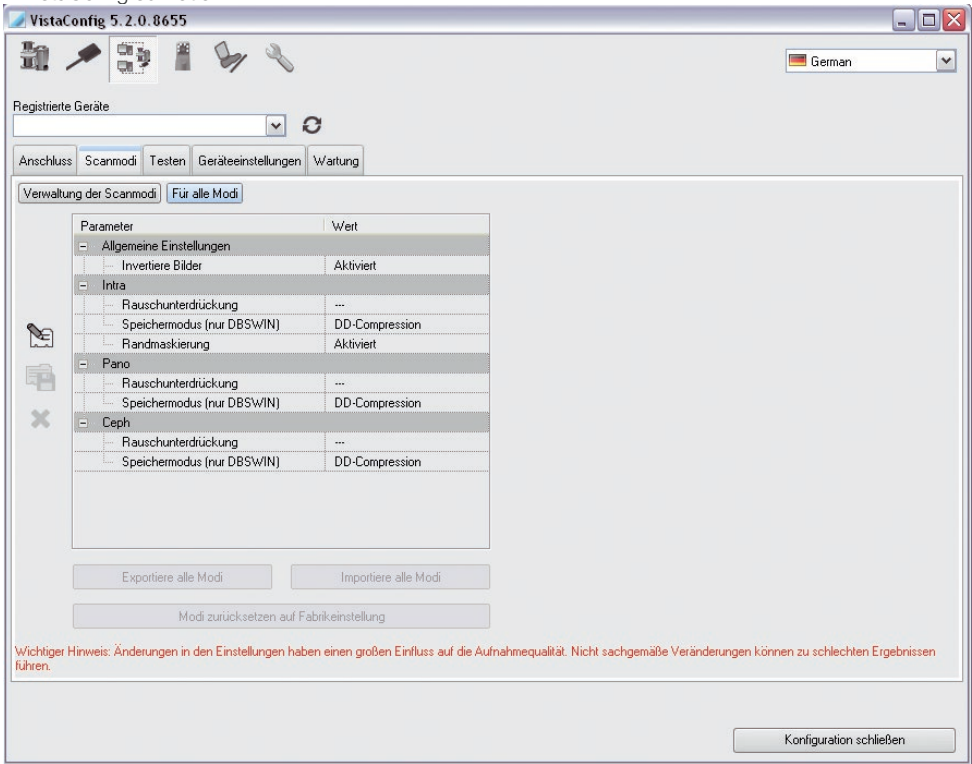 VistaConfig 5.2.0.8655
German
Registrierte Geräte
Anschluss Scanmodi Testen Geräteeinstellungen Wartung
Verwaltung der Scanmodi Für alle Modi
Parameter Wert
Allgemeine Einstellungen
Invertiere Bilder Aktiviert
Intra
Rauschunterdrückung ---
Speichermodus (nur DBSWIN) DD-Compression
Randmaskierung Aktiviert
Pano
Rauschunterdrückung ---
Speichermodus (nur DBSWIN) DD-Compression
Ceph
Rauschunterdrückung ---
Speichermodus (nur DBSWIN) DD-Compression
Exportiere alle Modi Importiere alle Modi
Modi zurücksetzen auf Fabrikeinstellung
Wichtiger Hinweis: Änderungen in den Einstellungen haben einen großen Einfluss auf die Aufnahmequalität. Nicht sachgemäße Veränderungen können zu schlechten Ergebnissen
führen.
Konfiguration schließen